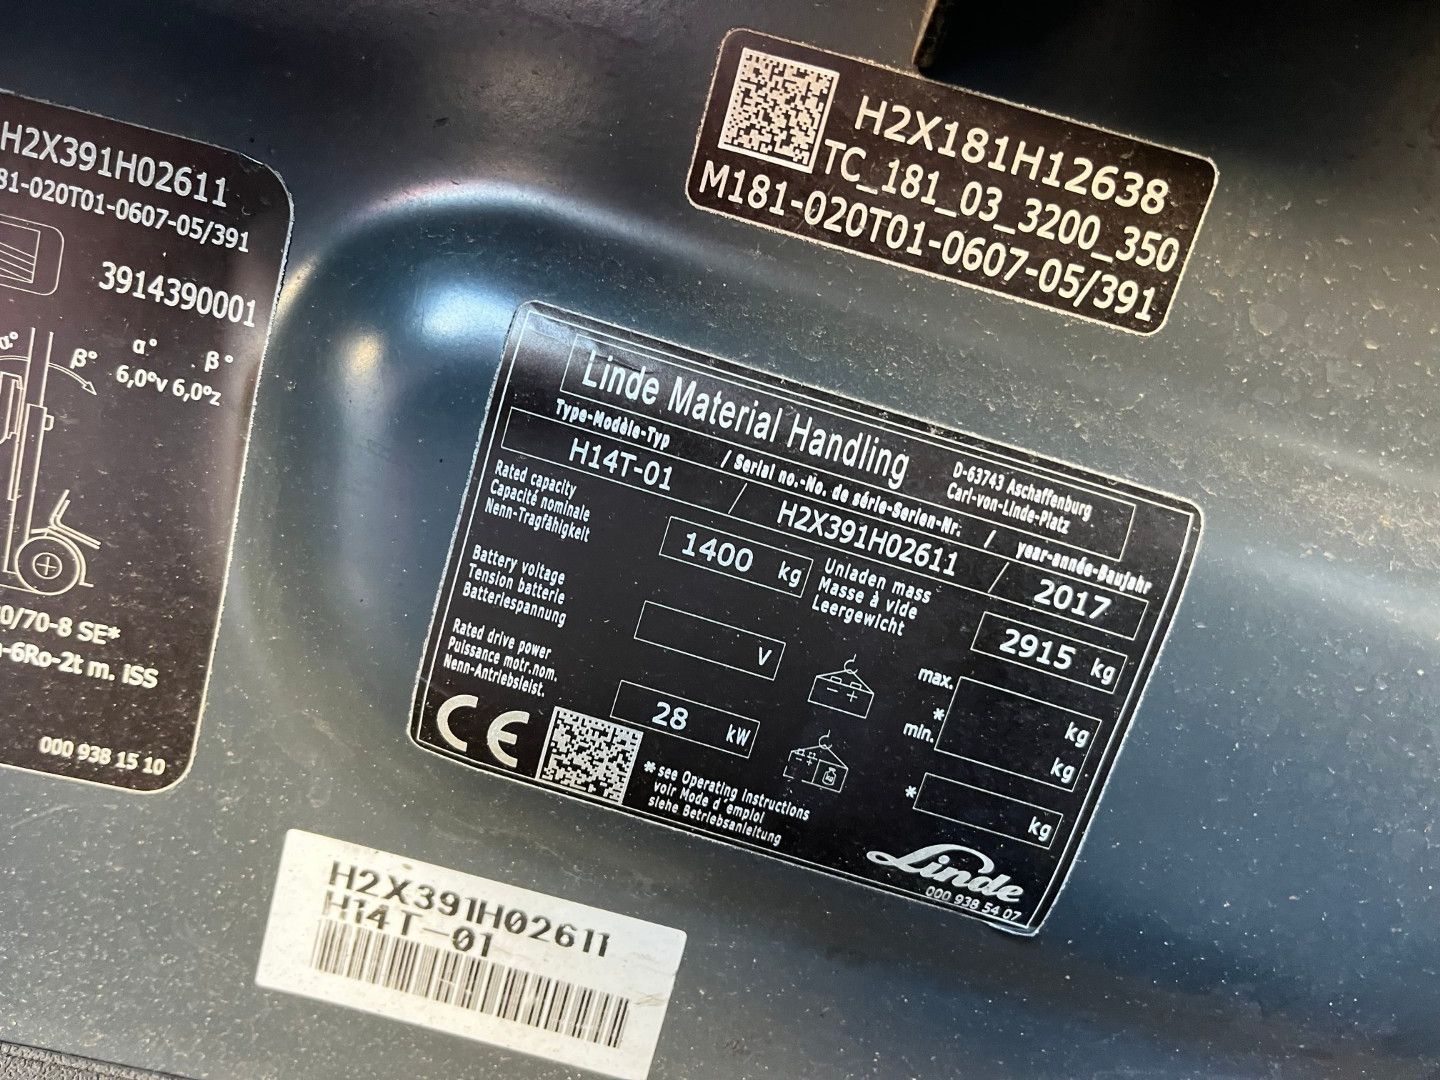 H2X181H12638
TC_181_03_3200_350
M181-020T01-0607-05/391
H2X391H02611
81-020T01-0607-05/391
3914390001
α° β°
α° β°
6,0°v 6,0°z
0/70-8 SE*
-6Ro-2t m. iSS
000 938 15 10
Linde Material Handling
D-63743 Aschaffenburg
Carl-von-Linde-Platz
Type-Modèle-Typ / Serial no.-No. de série-Serien-Nr. / year-année-Baujahr
H14T-01 / H2X391H02611 / 2017
Rated capacity
Capacité nominale
Nenn-Tragfähigkeit
1400 kg
Unladen mass
Masse à vide
Leergewicht
2915 kg
Battery voltage
Tension batterie
Batteriespannung
V
max. kg
*
min. kg
Rated drive power
Puissance motr.nom.
Nenn-Antriebsleist.
28 kW
* kg
CE
* see Operating Instructions
voir Mode d'emploi
siehe Betriebsanleitung
Linde
000 938 54 07
H2X391H02611
H14T-01